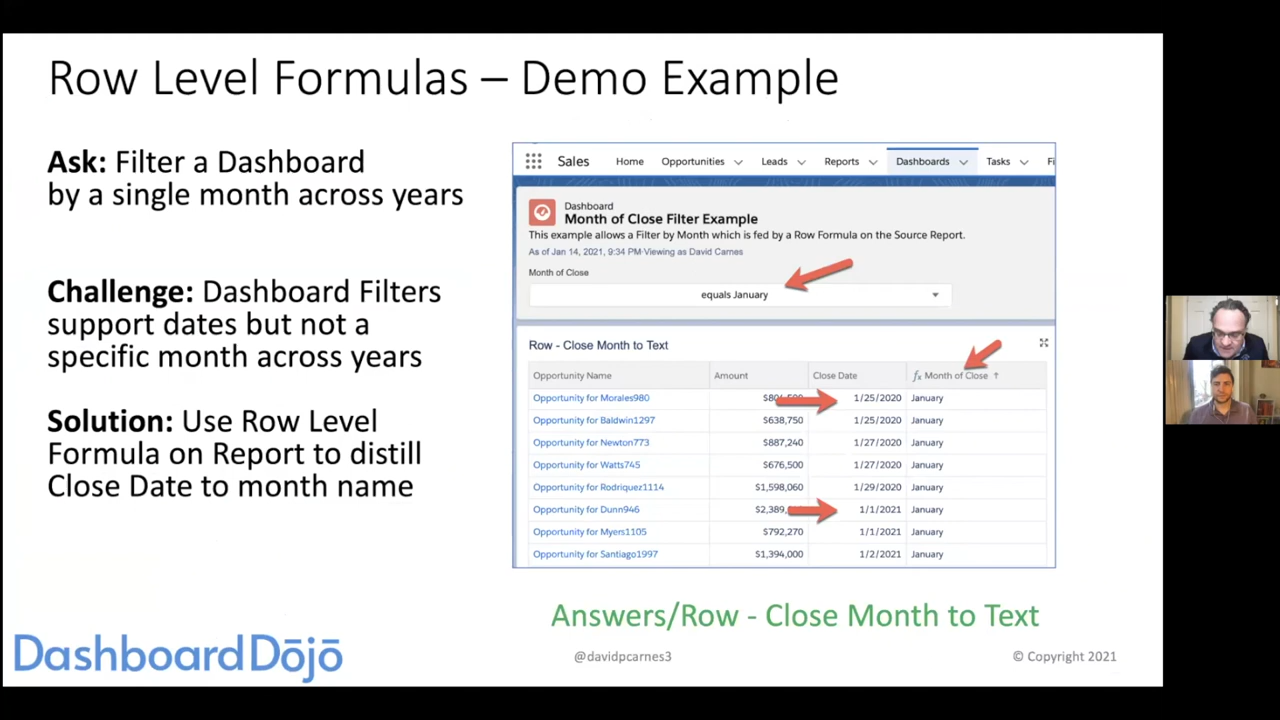 Row Level Formulas – Demo Example
Ask: Filter a Dashboard
by a single month across years
Challenge: Dashboard Filters
support dates but not a
specific month across years
Solution: Use Row Level
Formula on Report to distill
Close Date to month name
Sales Home Opportunities Leads Reports Dashboards Tasks Fi
Dashboard
Month of Close Filter Example
This example allows a Filter by Month which is fed by a Row Formula on the Source Report.
As of Jan 14, 2021, 9:34 PM·Viewing as David Carnes
Month of Close
equals January
Row - Close Month to Text
Opportunity Name Amount Close Date fx Month of Close ↑
Opportunity for Morales980 1/25/2020 January
Opportunity for Baldwin1297 $638,750 1/25/2020 January
Opportunity for Newton773 $887,240 1/27/2020 January
Opportunity for Watts745 $676,500 1/27/2020 January
Opportunity for Rodriquez1114 $1,598,060 1/29/2020 January
Opportunity for Dunn946 $2,389, 1/1/2021 January
Opportunity for Myers1105 $792,270 1/1/2021 January
Opportunity for Santiago1997 $1,394,000 1/2/2021 January
Answers/Row - Close Month to Text
DashboardDōjō
@davidpcarnes3
© Copyright 2021